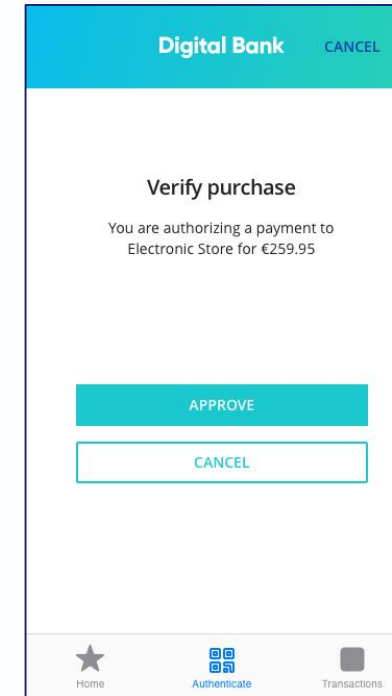 Digital Bank CANCEL
Verify purchase
You are authorizing a payment to
Electronic Store for €259.95
APPROVE
CANCEL
Home Authenticate Transactions